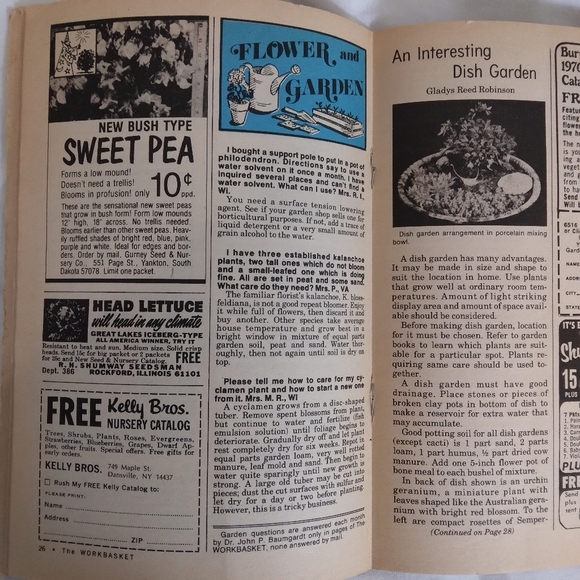 NEW BUSH TYPE
SWEET PEA
Forms a low mound!
Doesn't need a trellis!
Blooms in profusion! only 10¢ ppd.
These are the sensational new sweet peas
that grow in bush form! Form low mounds
12" high, 18" across. No trellis needed.
Blooms earlier than other sweet peas. Heavily
ruffled shades of bright red, blue, pink,
purple and white. Ideal for edges and borders.
Order by mail. Gurney Seed & Nursery
Co., 551 Page St., Yankton, South
Dakota 57078. Limit one packet.
HEAD LETTUCE
will head in any climate
GREAT LAKES ICEBERG-TYPE
ALL AMERICA WINNER, TRY IT
Resistant to heat and sun. Medium size. Solid crisp
heads. Send 15c for big packet or 2 packets
for 25c and New Seed & Nursery Catalog. FREE
R. H. SHUMWAY SEEDSMAN
Dept. 386 ROCKFORD, ILLINOIS 61101
FREE Kelly Bros.
NURSERY CATALOG
Trees, Shrubs, Plants, Roses, Evergreens,
Strawberries, Blueberries, Grapes, Dwarf Apples,
other fruits. Special offers. Free gifts for
early orders.
KELLY BROS. 749 Maple St.
Dansville, NY 14437
Rush My FREE Kelly Catalog to:
PLEASE PRINT.
Name
Address
ZIP
26 • The WORKBASKET
FLOWER and
GARDEN
I bought a support pole to put in a pot of
philodendron. Directions say to use a
water solvent on it once a month. I have
inquired several places and can't find a
water solvent. What can I use? Mrs. R. I.,
WI.
You need a surface tension lowering
agent. See if your garden shop sells one for
horticultural purposes. If not, add a trace of
liquid detergent or a very small amount of
grain alcohol to the water.
I have three established kalanchoe
plants, two tall ones which do not bloom
and a small-leafed one which is doing
fine. All are set in peat and some sand.
What care do they need? Mrs. P., VA
The familiar florist's kalanchoe, K. blossfeldiana,
is not a good repeat bloomer. Enjoy
it while full of flowers, then discard it and
buy another. Other species take average
house temperature and grow best in a
bright window in mixture of equal parts
garden soil, peat and sand. Water thoroughly,
then not again until soil is dry on
top.
Please tell me how to care for my cyclamen
plant and how to start a new one
from it. Mrs. M. R., WI
A cyclamen grows from a disc-shaped
tuber. Remove spent blossoms from plant,
but continue to water and fertilize (fish
emulsion solution) until foliage begins to
deteriorate. Gradually dry off and let plant
rest completely dry for six weeks. Repot in
equal parts garden loam, very well rotted
manure, leaf mold and sand. Then begin to
water quite sparingly until new growth is
strong. A large old tuber may be cut into
pieces; dust the cut surfaces with sulfur and
let dry for a day or two before planting.
However, this is a tricky business.
Garden questions are answered each month
by Dr. John P. Baumgardt only in pages of The
WORKBASKET, none answered by mail.
An Interesting
Dish Garden
Gladys Reed Robinson
Dish garden arrangement in porcelain mixing
bowl.
A dish garden has many advantages.
It may be made in size and shape to
suit the location in home. Use plants
that grow well at ordinary room temperatures.
Amount of light striking
display area and amount of space available
should be considered.
Before making dish garden, location
for it must be chosen. Refer to garden
books to learn which plants are suitable
for a particular spot. Plants requiring
same care should be used together.
A dish garden must have good
drainage. Place stones or pieces of
broken clay pots in bottom of dish to
make a reservoir for extra water that
may accumulate.
Good potting soil for all dish gardens
(except cacti) is 1 part sand, 2 parts
loam, 1 part humus, ½ part dried cow
manure. Add one 5-inch flower pot of
bone meal to each bushel of mixture.
In back of dish shown is an urchin
geranium, a miniature plant with
leaves shaped like the Australian geranium
with bright red blossom. To the
left are compact rosettes of Semper-
(Continued on Page 28)
1970
FREE
6516
NAME
ADDRESS
CITY
STATE
IT'S
15
PLUS
FREE